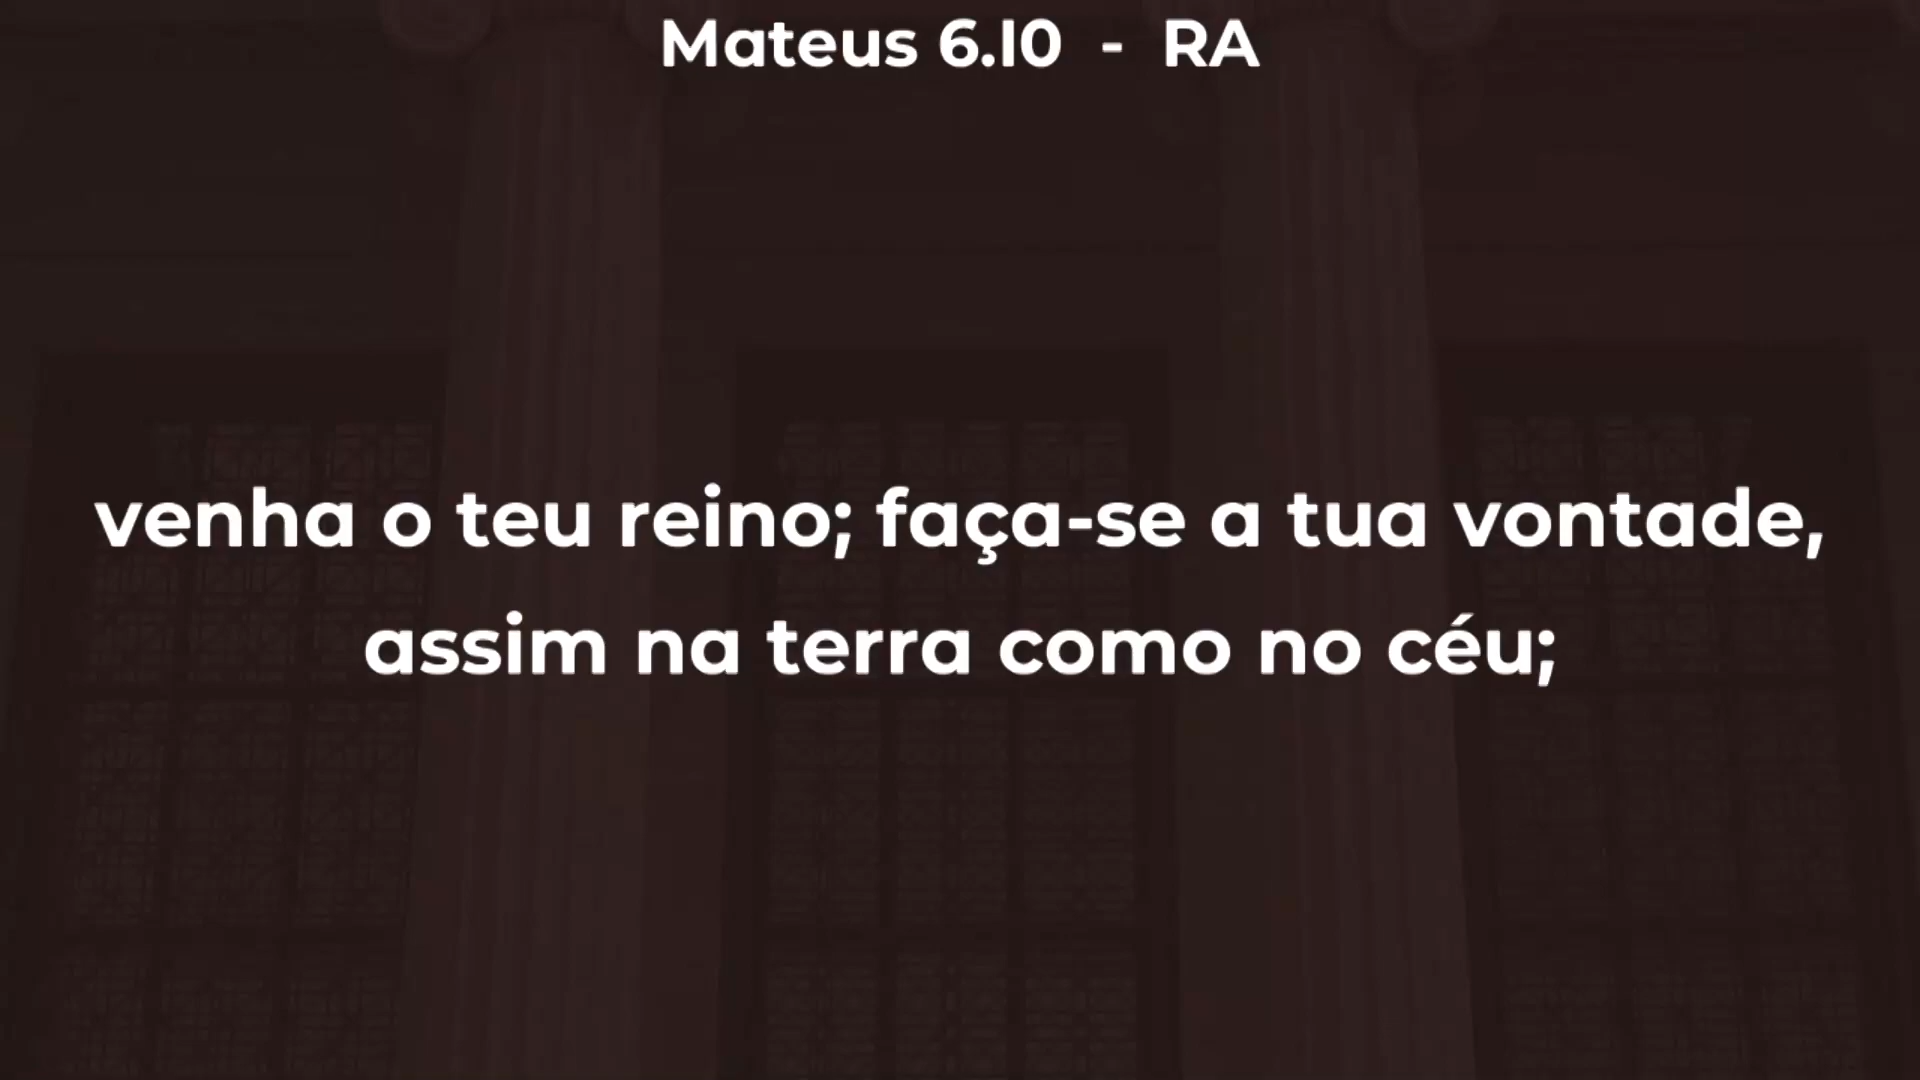 Mateus 6.10 - RA
venha o teu reino; faça-se a tua vontade,
assim na terra como no céu;